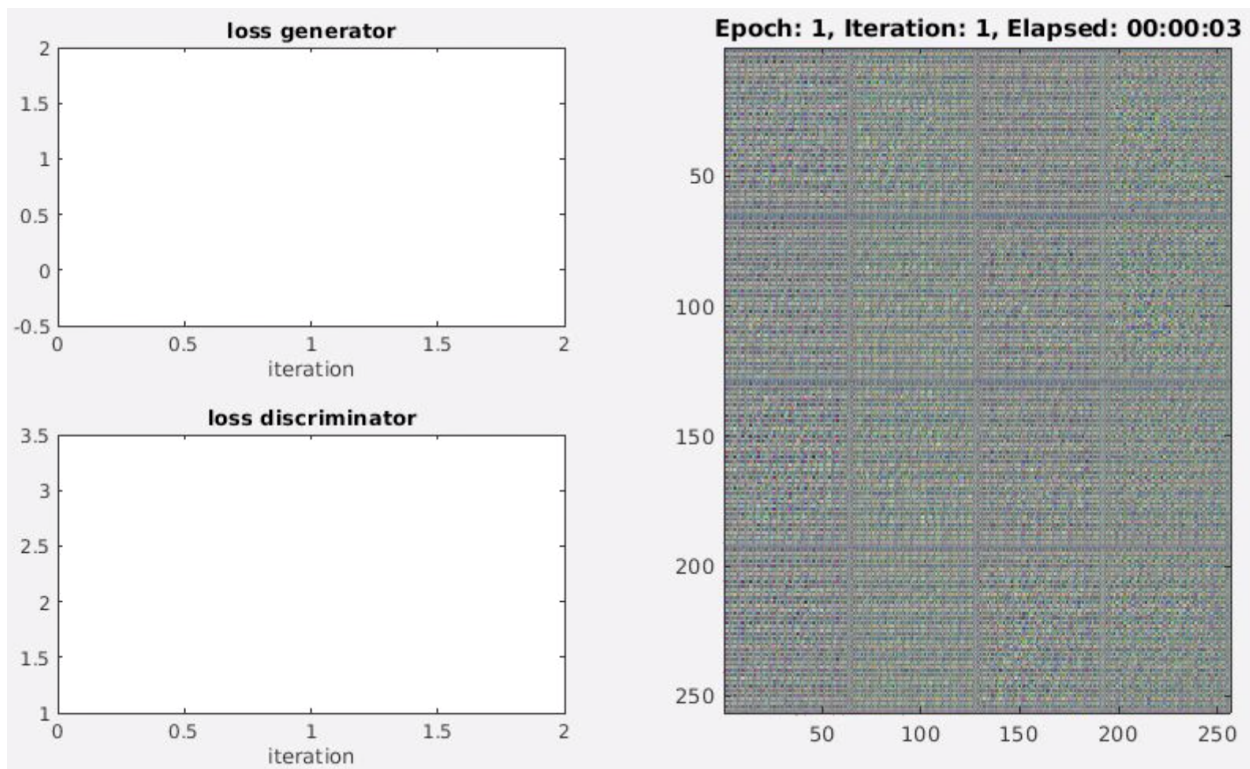 loss generator
2
1.5
1
0.5
0
-0.5
0 0.5 1 1.5 2
iteration
loss discriminator
3.5
3
2.5
2
1.5
1
0 0.5 1 1.5 2
iteration
Epoch: 1, Iteration: 1, Elapsed: 00:00:03
50
100
150
200
250
50 100 150 200 250